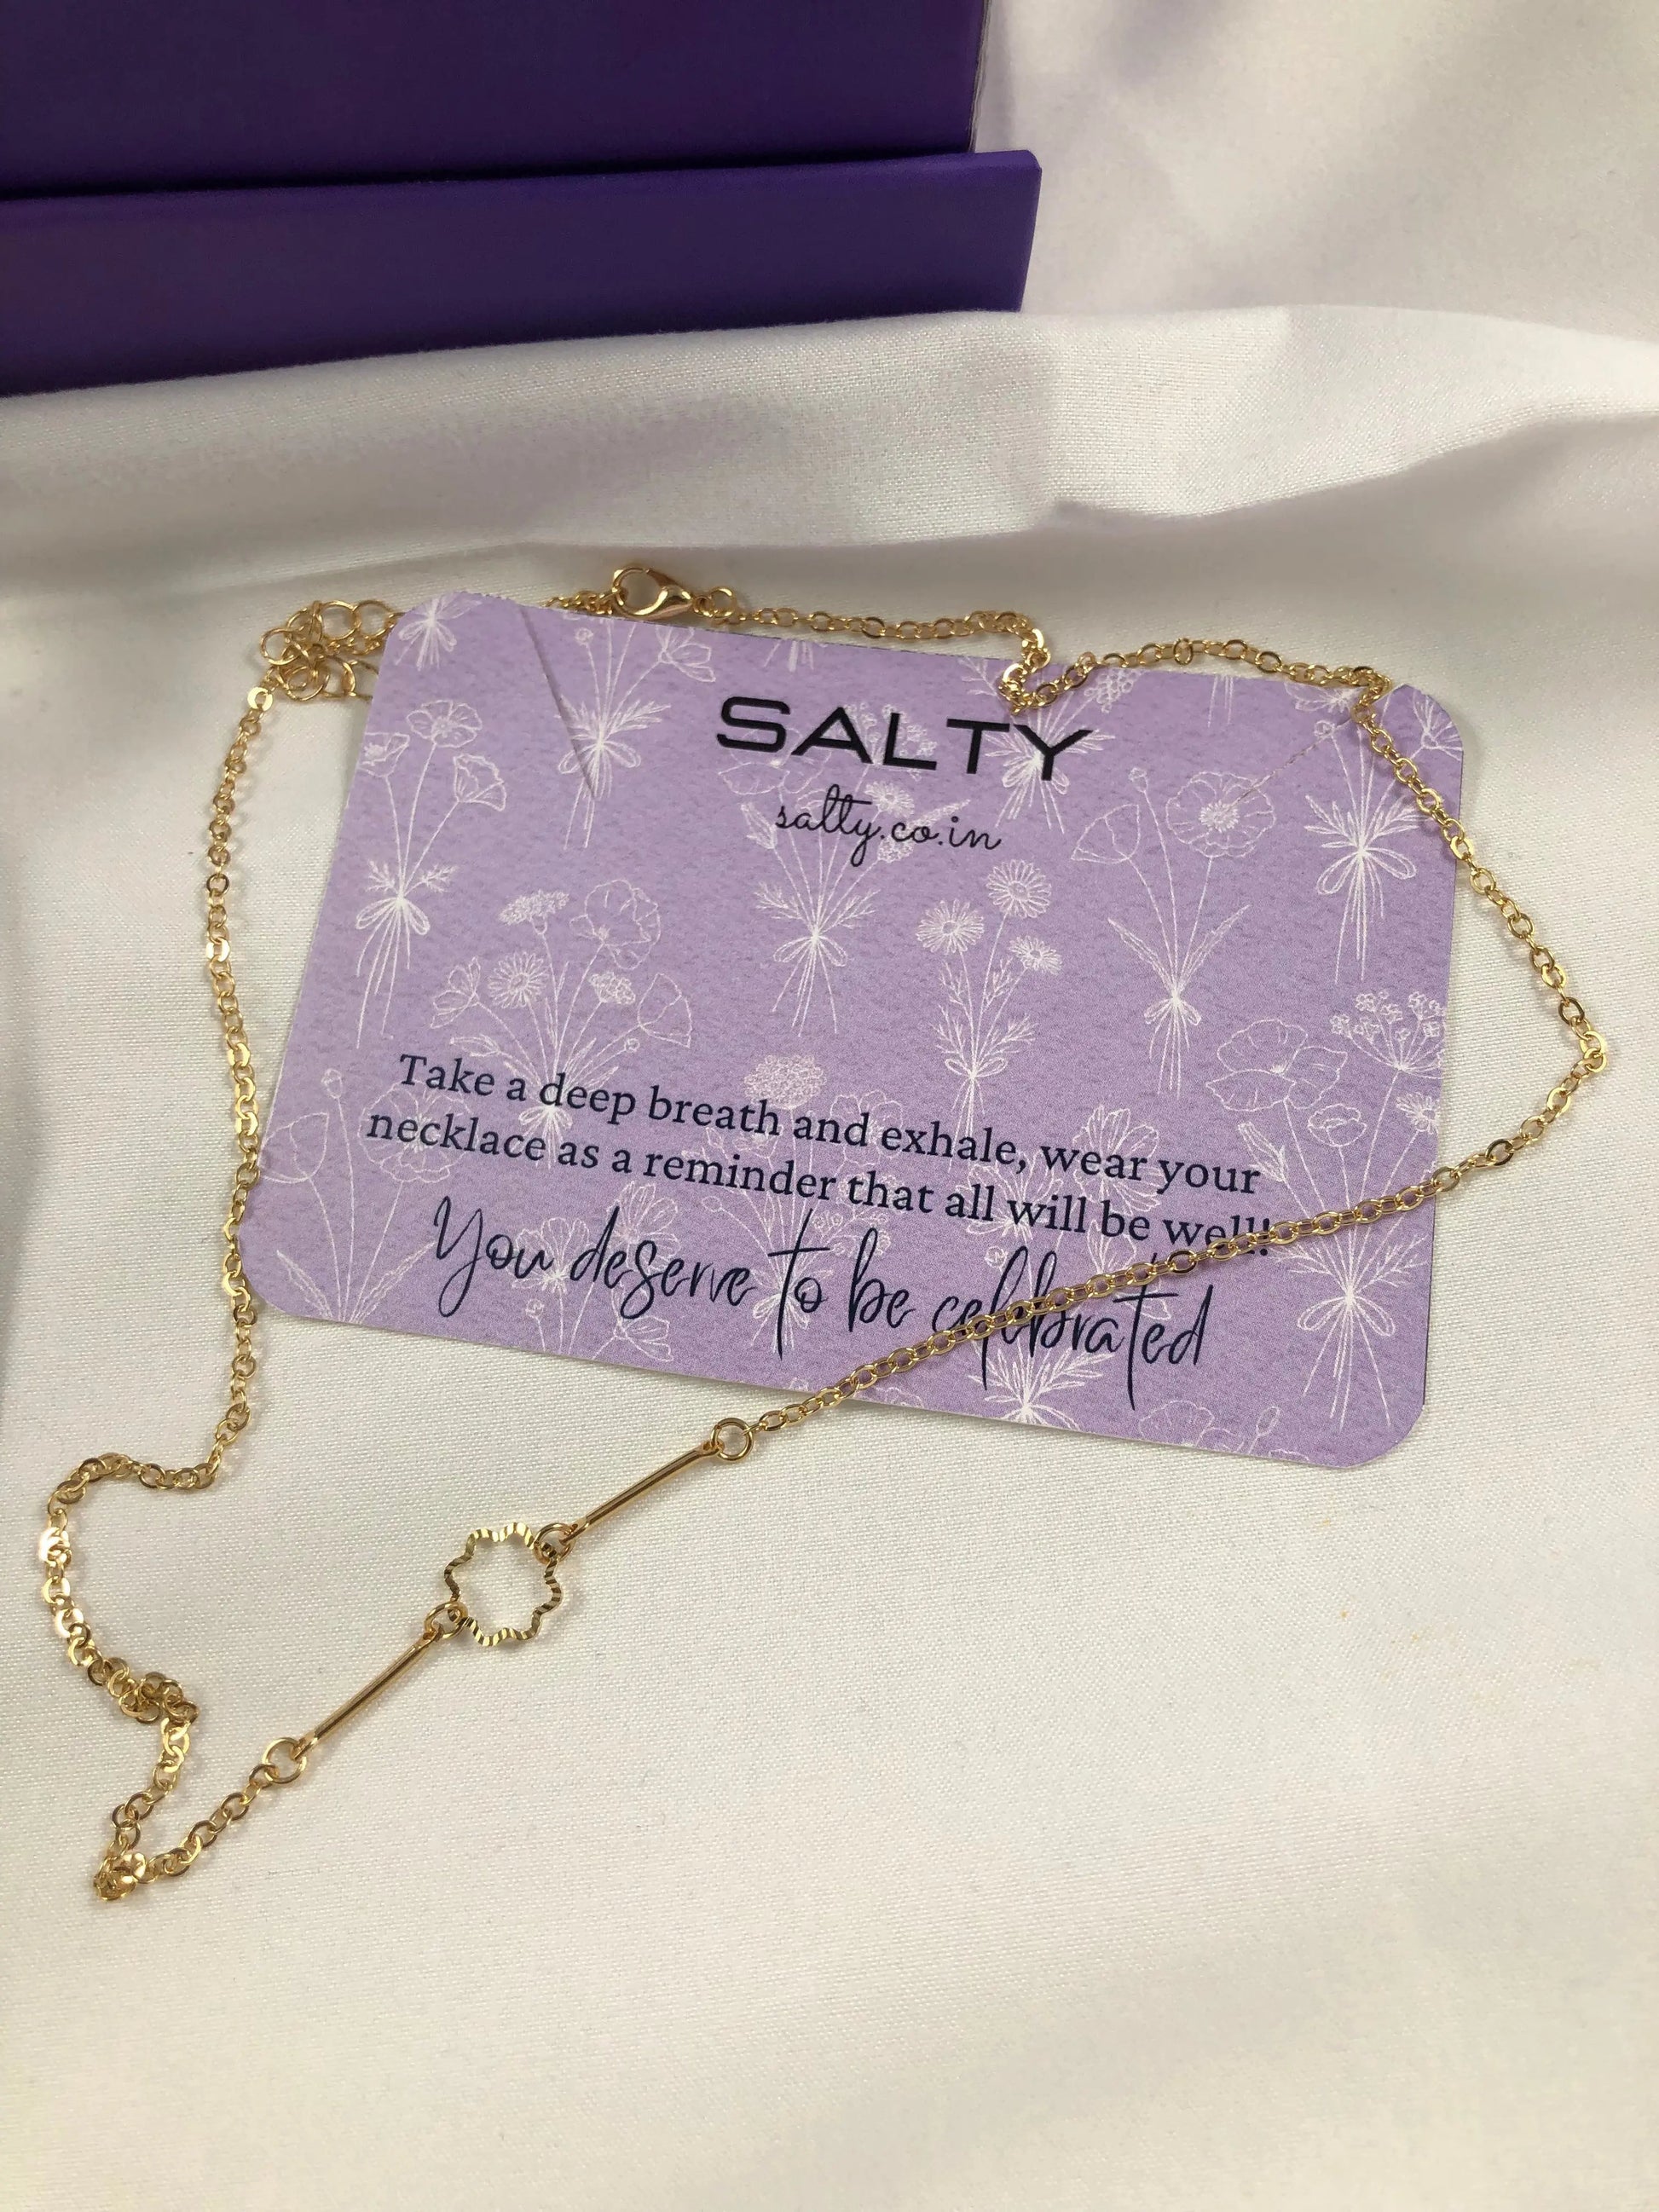 SALTY
salty.co.in
Take a deep breath and exhale, wear your
necklace as a reminder that all will be well!
You deserve to be celebrated